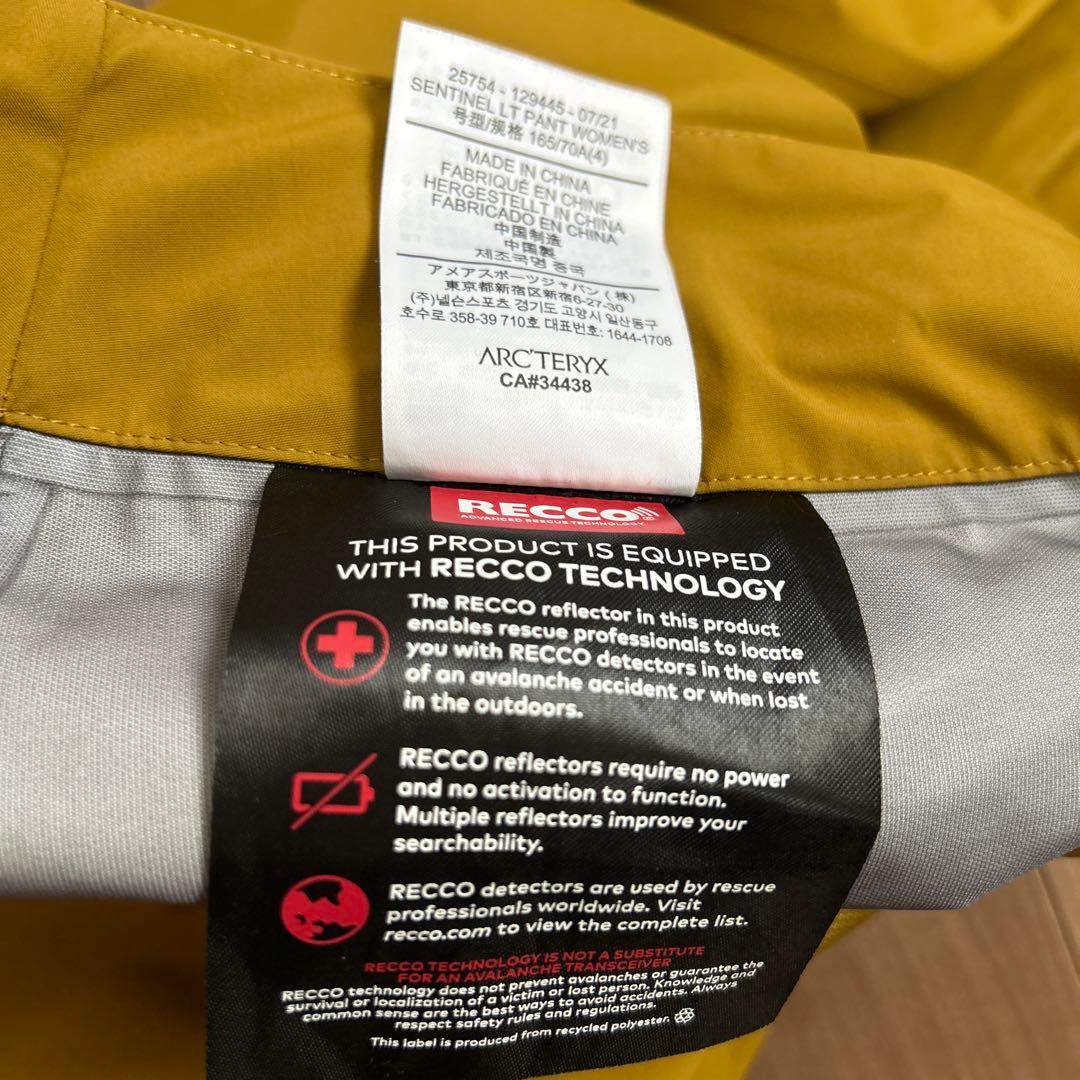 25754 - 129445 - 07/21
SENTINEL LT PANT WOMEN'S
号型/规格 165/70A(4)
MADE IN CHINA
FABRIQUÉ EN CHINE
HERGESTELLT IN CHINA
FABRICADO EN CHINA
中国制造
中国製
제조국명 중국
アメアスポーツジャパン(株)
東京都新宿区新宿6-27-30
(주)넬슨스포츠 경기도 고양시 일산동구
호수로 358-39 710호 대표번호: 1644-1708
ARC'TERYX
CA#34438
RECCO®
ADVANCED RESCUE TECHNOLOGY
THIS PRODUCT IS EQUIPPED
WITH RECCO TECHNOLOGY
The RECCO reflector in this product
enables rescue professionals to locate
you with RECCO detectors in the event
of an avalanche accident or when lost
in the outdoors.
RECCO reflectors require no power
and no activation to function.
Multiple reflectors improve your
searchability.
RECCO detectors are used by rescue
professionals worldwide. Visit
recco.com to view the complete list.
RECCO TECHNOLOGY IS NOT A SUBSTITUTE
FOR AN AVALANCHE TRANSCEIVER
RECCO technology does not prevent avalanches or guarantee the
survival or localization of a victim or lost person. Knowledge and
common sense are the best ways to avoid accidents. Always
respect safety rules and regulations.
This label is produced from recycled polyester.